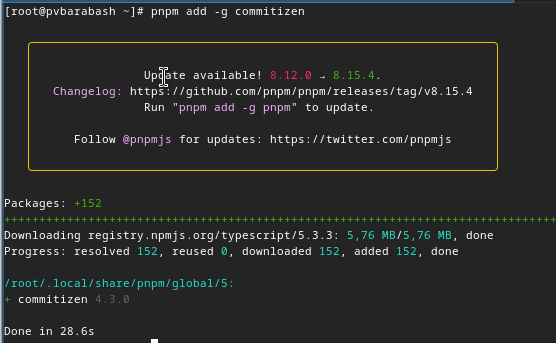 [root@pvbarabash ~]# pnpm add -g commitizen
Update available! 8.12.0 → 8.15.4.
Changelog: https://github.com/pnpm/pnpm/releases/tag/v8.15.4
Run "pnpm add -g pnpm" to update.
Follow @pnpmjs for updates: https://twitter.com/pnpmjs
Packages: +152
++++++++++++++++++++++++++++++++++++++++++++++++++++++++++++++++++++++++++++++
Downloading registry.npmjs.org/typescript/5.3.3: 5,76 MB/5,76 MB, done
Progress: resolved 152, reused 0, downloaded 152, added 152, done
/root/.local/share/pnpm/global/5:
+ commitizen 4.3.0
Done in 28.6s